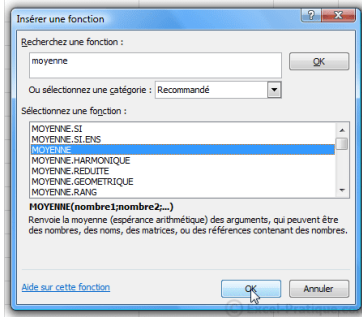 Insérer une fonction
Recherchez une fonction :
moyenne
OK
Ou sélectionnez une catégorie : Recommandé
Sélectionnez une fonction :
MOYENNE.SI
MOYENNE.SI.ENS
MOYENNE
MOYENNE.HARMONIQUE
MOYENNE.REDUITE
MOYENNE.GEOMETRIQUE
MOYENNE.RANG
MOYENNE(nombre1;nombre2;...)
Renvoie la moyenne (espérance arithmétique) des arguments, qui peuvent être
des nombres, des noms, des matrices, ou des références contenant des nombres.
Aide sur cette fonction
OK
Annuler
© Excel-Pratique.com